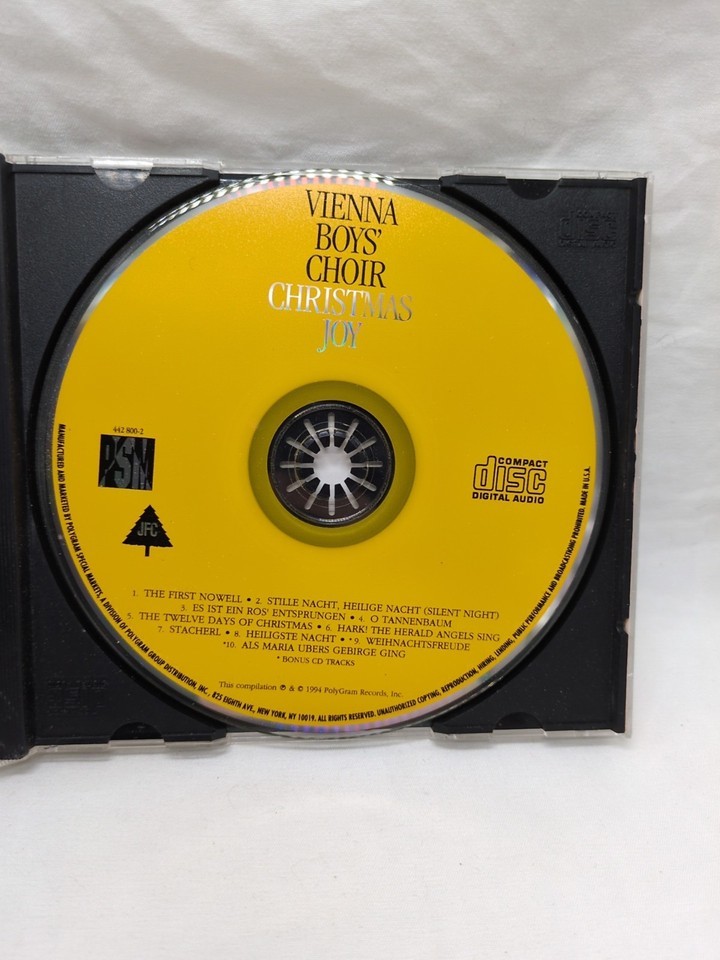 VIENNA
BOYS'
CHOIR
CHRISTMAS
JOY
442 800-2
PSM
JFC
COMPACT
disc
DIGITAL AUDIO
1. THE FIRST NOWELL • 2. STILLE NACHT, HEILIGE NACHT (SILENT NIGHT)
3. ES IST EIN ROS' ENTSPRUNGEN • 4. O TANNENBAUM
5. THE TWELVE DAYS OF CHRISTMAS • 6. HARK! THE HERALD ANGELS SING
7. STACHERL • 8. HEILIGSTE NACHT • *9. WEIHNACHTSFREUDE
*10. ALS MARIA UBERS GEBIRGE GING
* BONUS CD TRACKS
This compilation ℗ & © 1994 PolyGram Records, Inc.
MANUFACTURED AND MARKETED BY POLYGRAM SPECIAL MARKETS, A DIVISION OF POLYGRAM GROUP DISTRIBUTION, INC., 825 EIGHTH AVE., NEW YORK, NY 10019. ALL RIGHTS RESERVED. UNAUTHORIZED COPYING, REPRODUCTION, HIRING, LENDING, PUBLIC PERFORMANCE AND BROADCASTING PROHIBITED. MADE IN U.S.A.